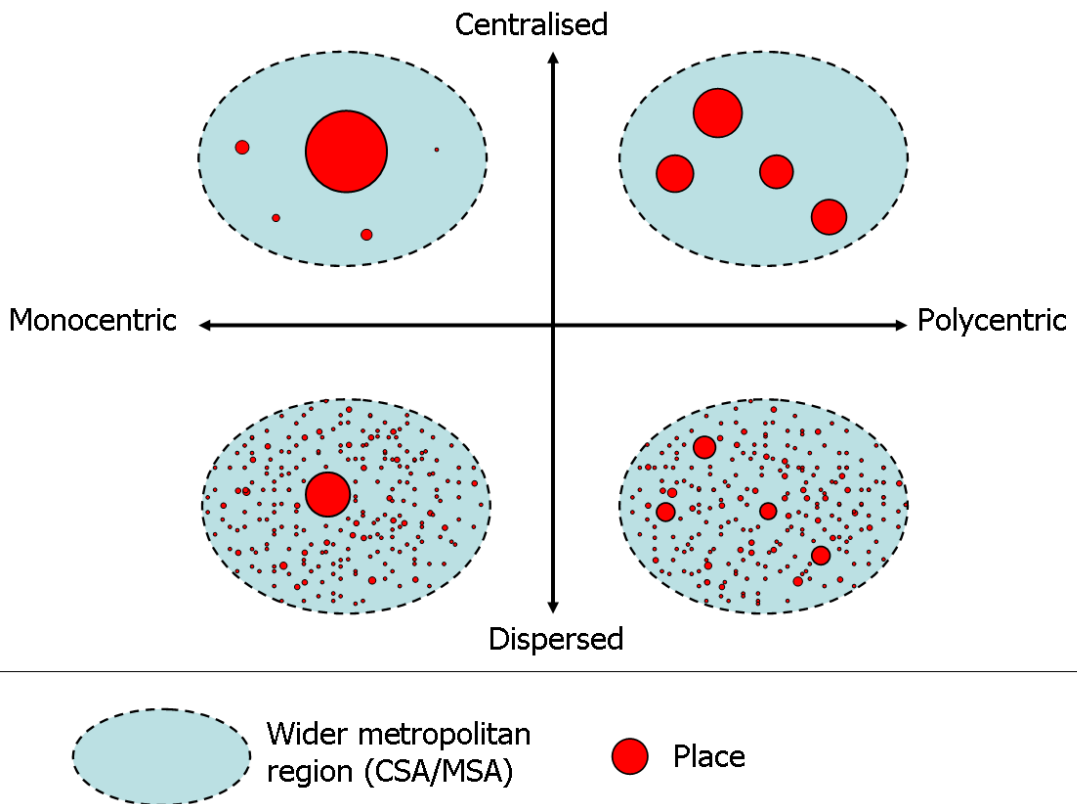 Centralised
Monocentric
Polycentric
Dispersed
Wider metropolitan
region (CSA/MSA)
Place